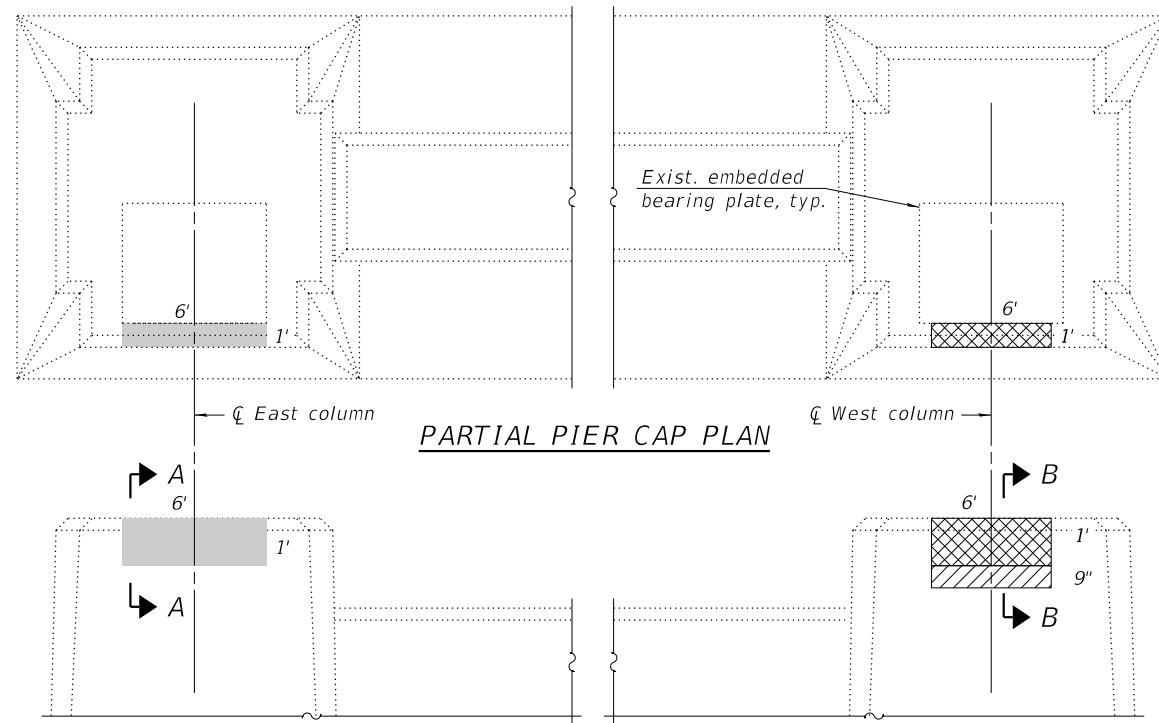 Exist. embedded
bearing plate, typ.
6'
1'
6'
1'
℄ East column
℄ West column
PARTIAL PIER CAP PLAN
A
B
6'
6'
1'
1'
9"
A
B